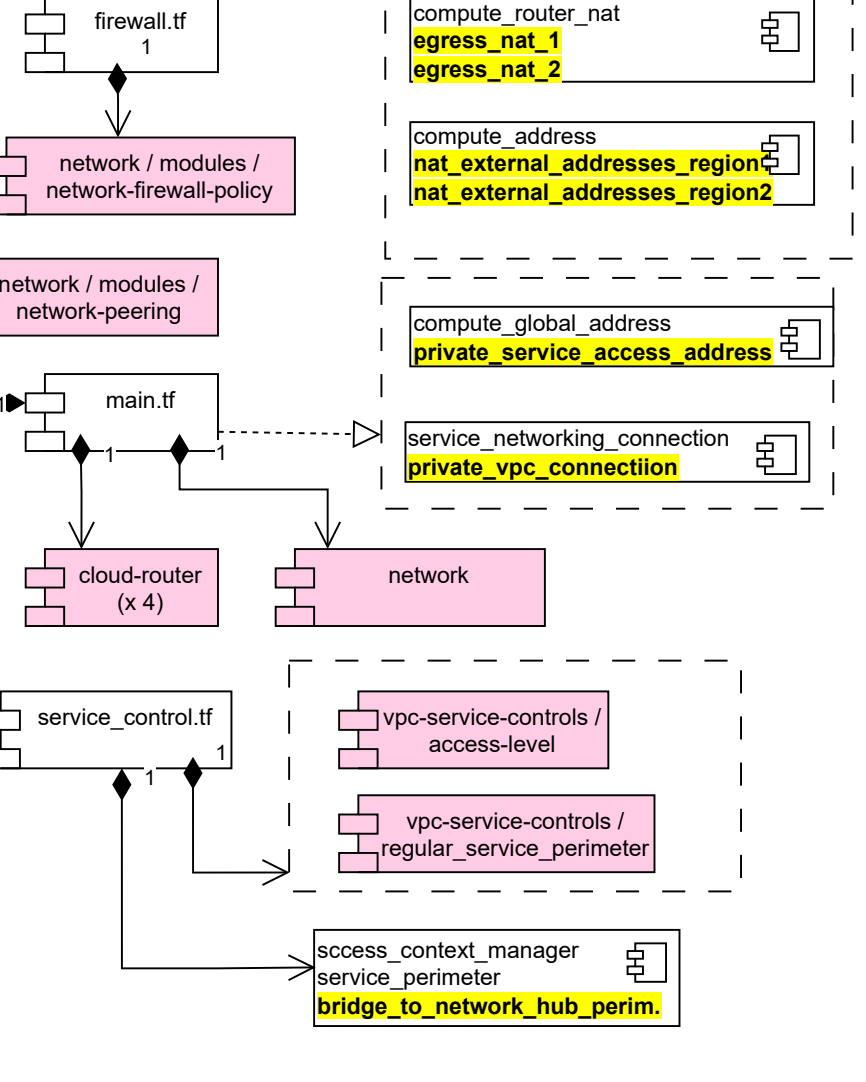 firewall.tf
1
network / modules /
network-firewall-policy
network / modules /
network-peering
compute_router_nat
egress_nat_1
egress_nat_2
compute_address
nat_external_addresses_region1
nat_external_addresses_region2
compute_global_address
private_service_access_address
service_networking_connection
private_vpc_connectiion
1
main.tf
1
1
cloud-router
(x 4)
network
service_control.tf
1
1
vpc-service-controls /
access-level
vpc-service-controls /
regular_service_perimeter
sccess_context_manager
service_perimeter
bridge_to_network_hub_perim.